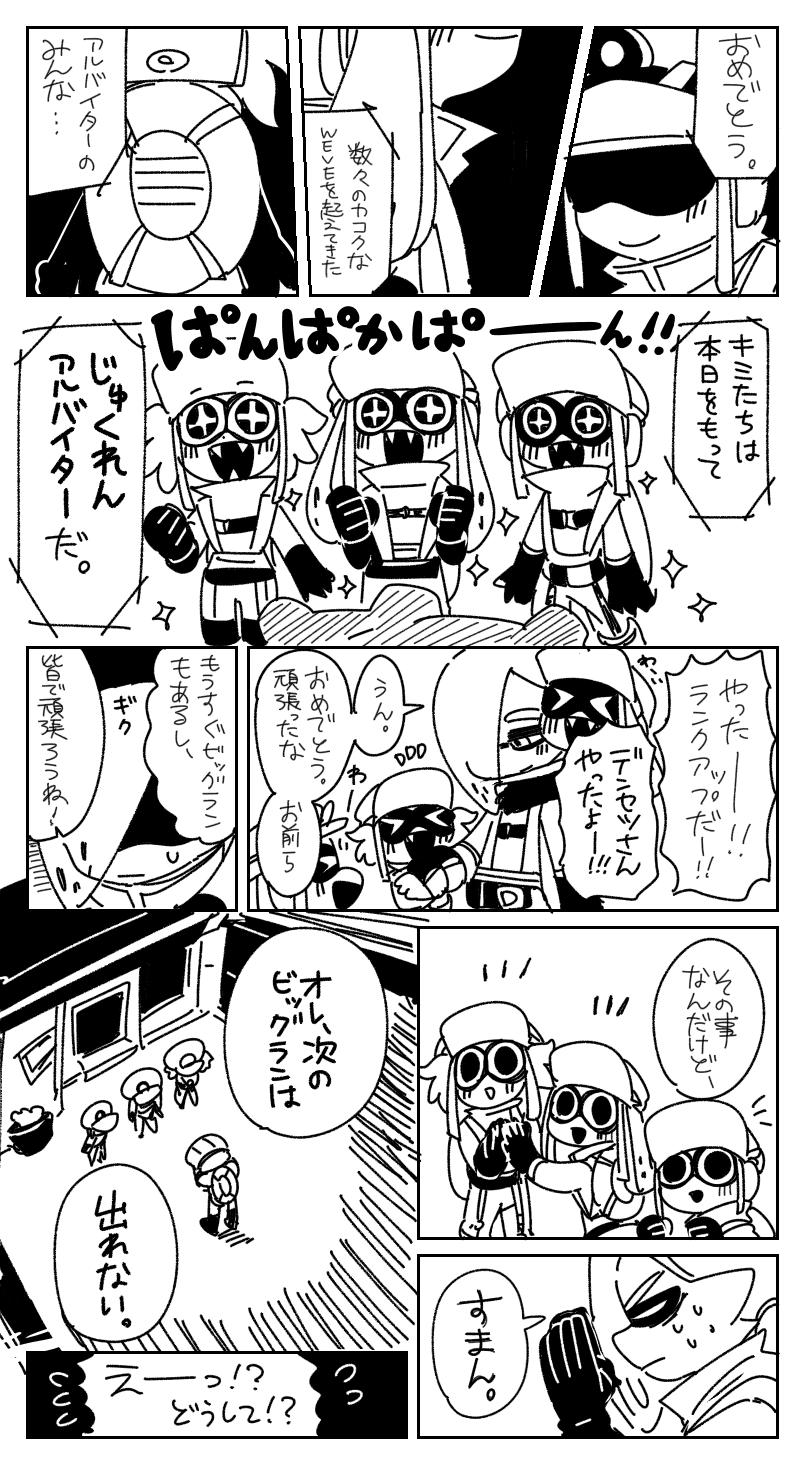 おめでとう。
数々のカコクな
WEVEを超えてきた
アルバイターの
みんな…
ぱんぱかぱーん!!
キミたちは
本日をもって
じゅくれん
アルバイターだ。
やったー!!
ランクアップだー!!
わ…
デンセツさん
やったよー!!!
うん。
おめでとう。
頑張ったな
お前ら
わー
DDD
もうすぐビッグラン
もあるし、
ギク
皆で頑張ろうね!
その事
なんだけど、
すまん。
オレ、次の
ビッグランは
出れない。
えーっ!?
どうして!?